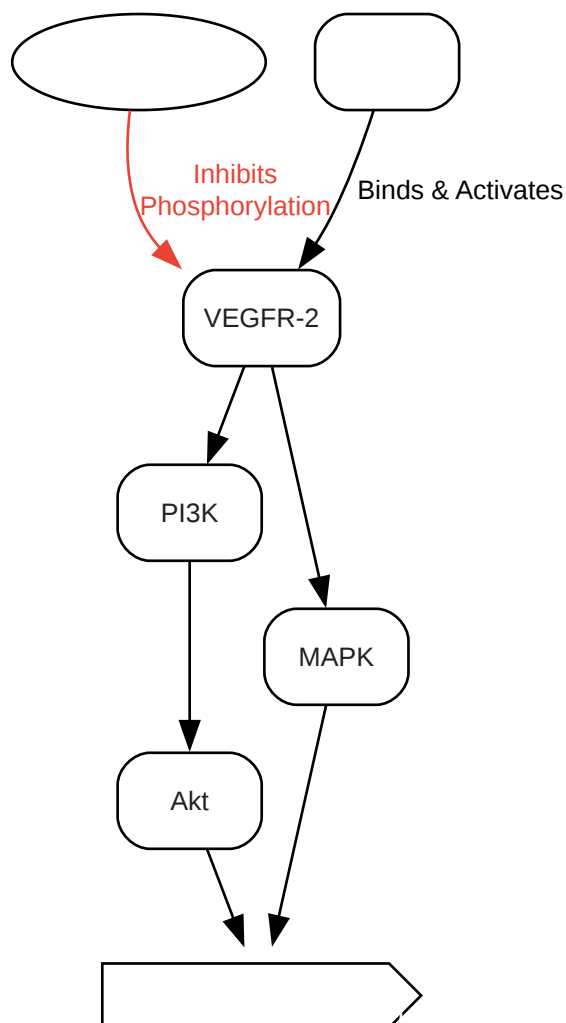 Inhibits
Phosphorylation
Binds & Activates
VEGFR-2
PI3K
MAPK
Akt